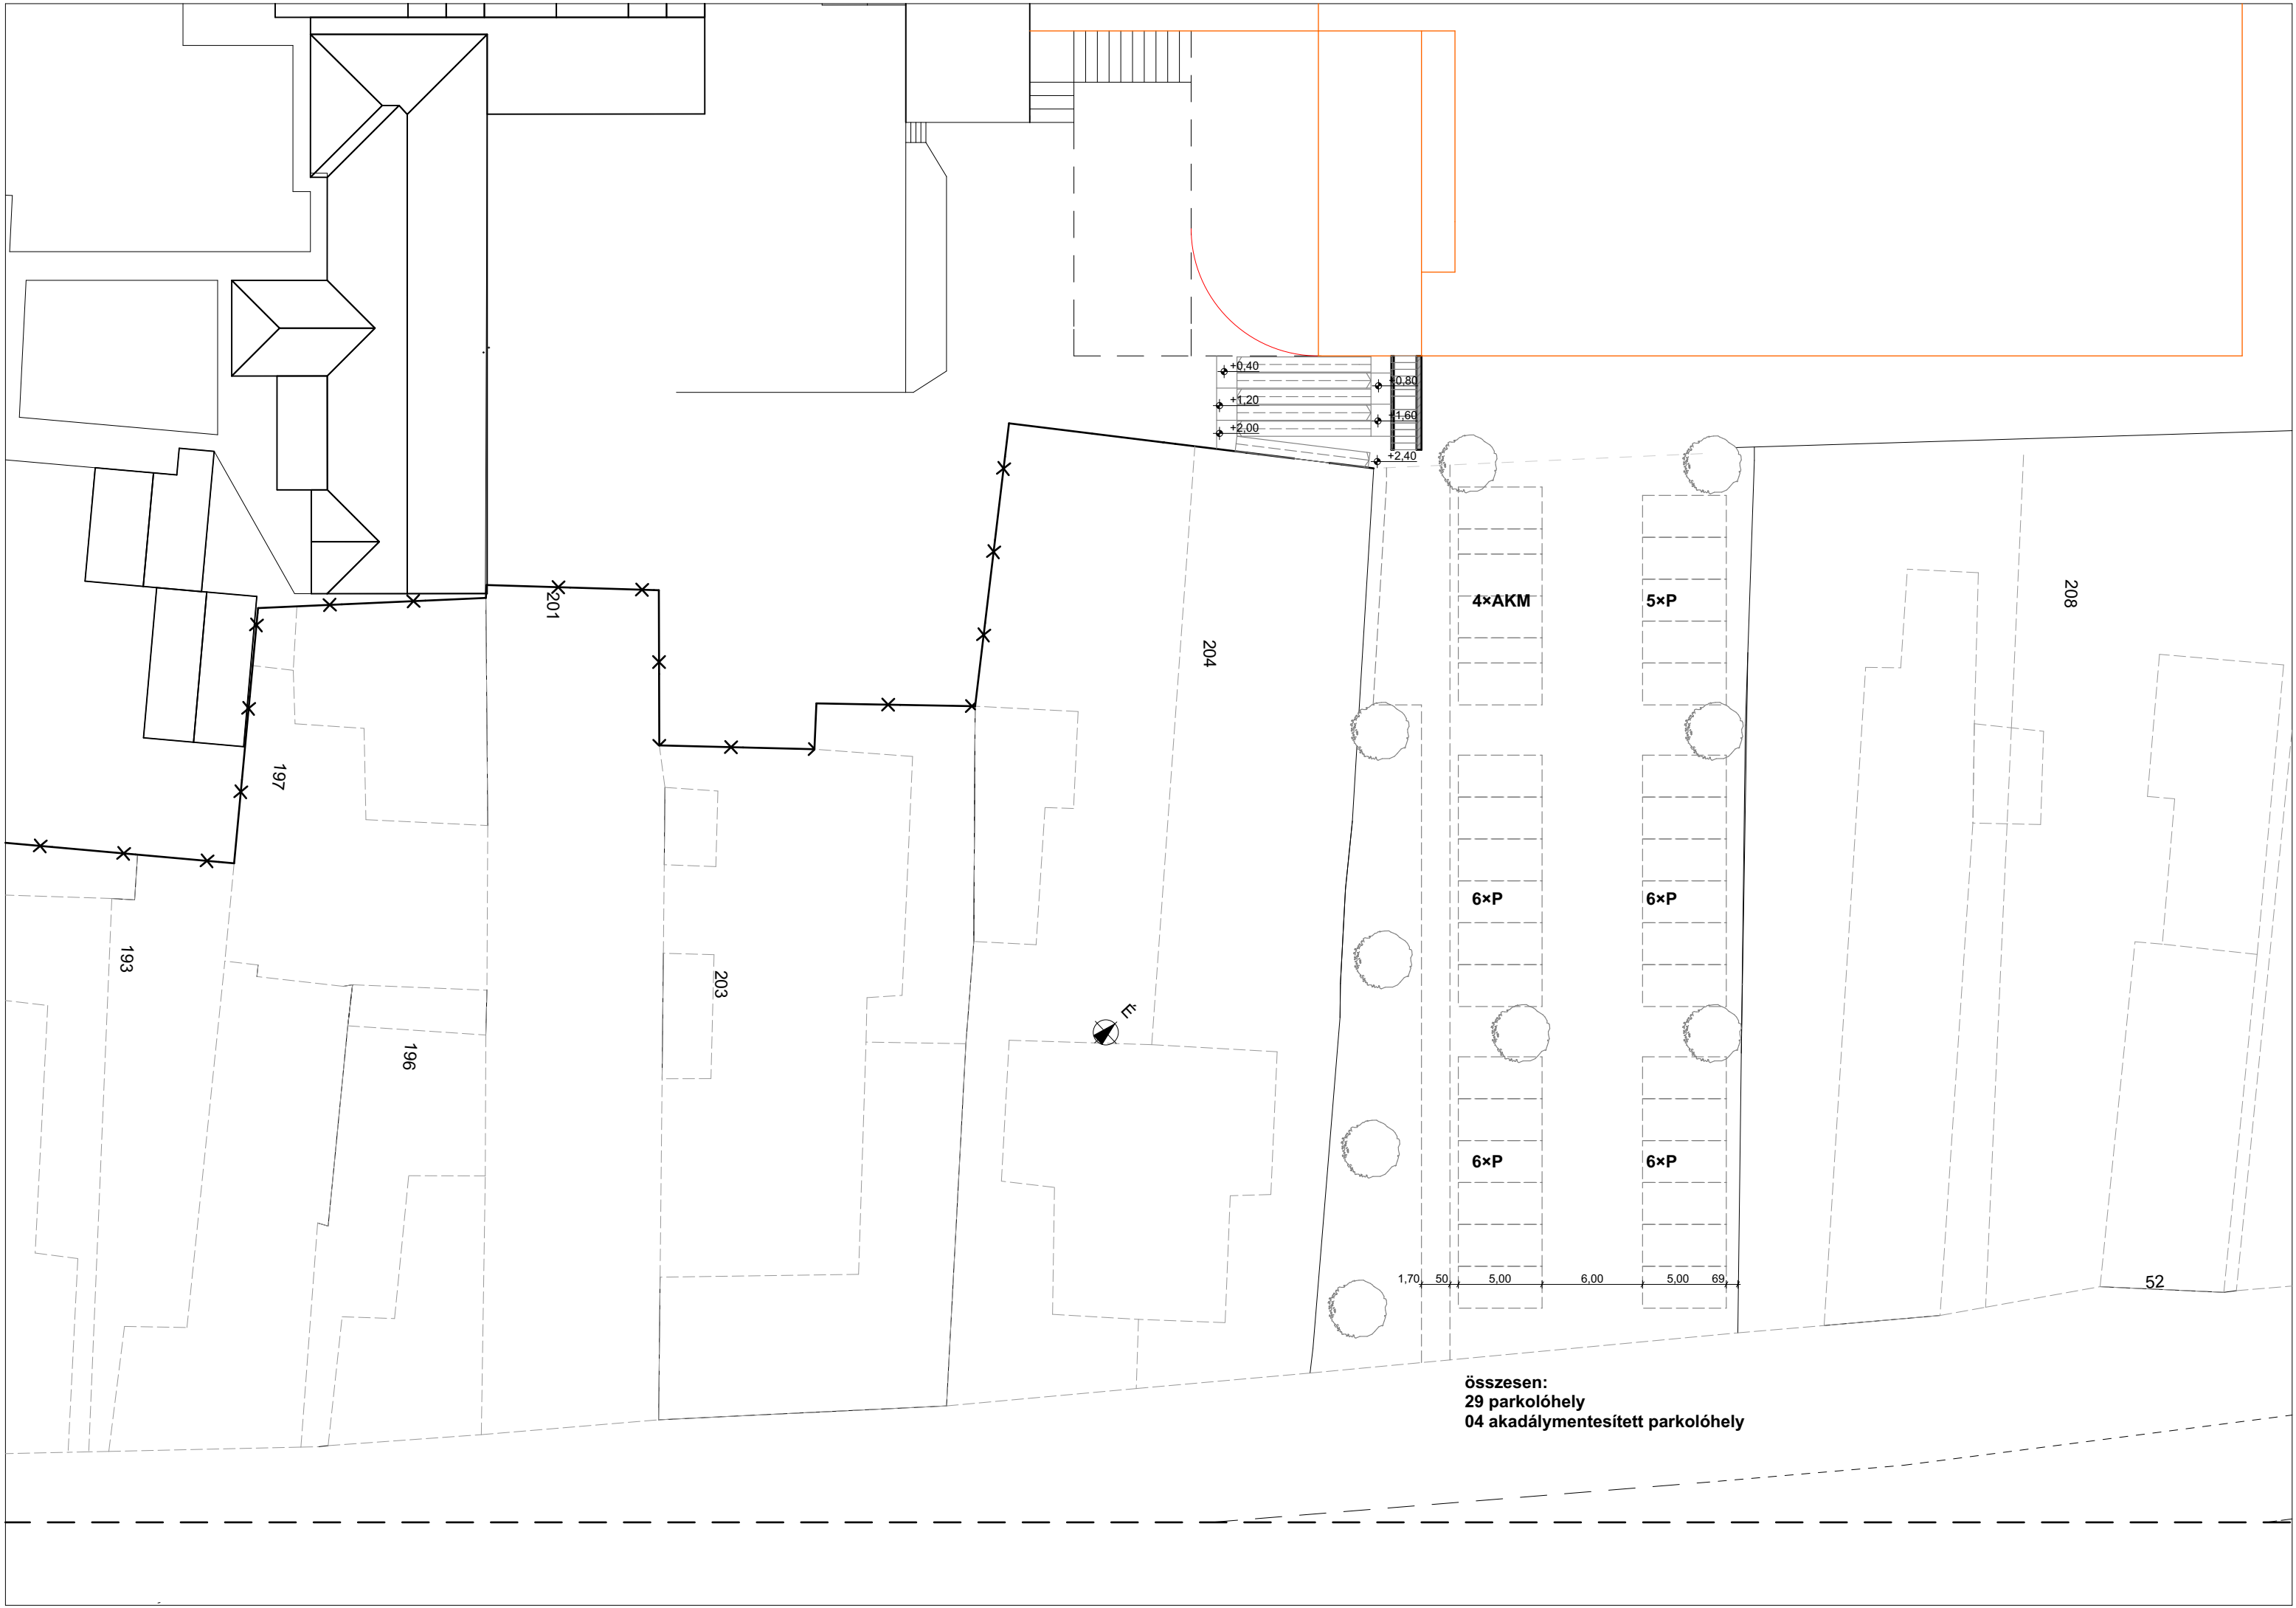 +0,40
+0,80
+1,20
+1,60
+2,00
+2,40
4×AKM
5×P
208
201
204
197
6×P
6×P
193
203
É
196
6×P
6×P
1,70
50
5,00
6,00
5,00
69
52
összesen:
29 parkolóhely
04 akadálymentesített parkolóhely